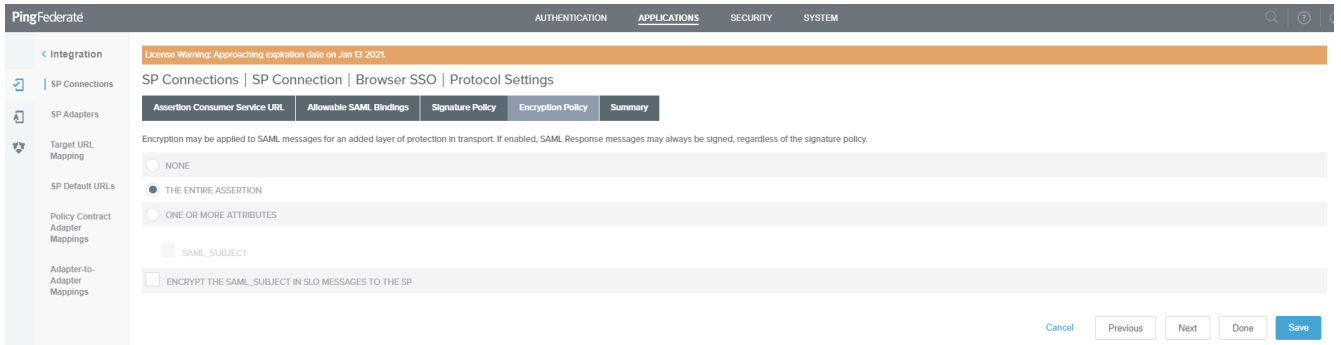 PingFederate AUTHENTICATION APPLICATIONS SECURITY SYSTEM
< Integration
SP Connections
SP Adapters
Target URL
Mapping
SP Default URLs
Policy Contract
Adapter
Mappings
Adapter-to-
Adapter
Mappings
License Warning: Approaching expiration date on Jan 13 2021.
SP Connections | SP Connection | Browser SSO | Protocol Settings
Assertion Consumer Service URL Allowable SAML Bindings Signature Policy Encryption Policy Summary
Encryption may be applied to SAML messages for an added layer of protection in transport. If enabled, SAML Response messages may always be signed, regardless of the signature policy.
NONE
THE ENTIRE ASSERTION
ONE OR MORE ATTRIBUTES
SAML_SUBJECT
ENCRYPT THE SAML_SUBJECT IN SLO MESSAGES TO THE SP
Cancel Previous Next Done Save